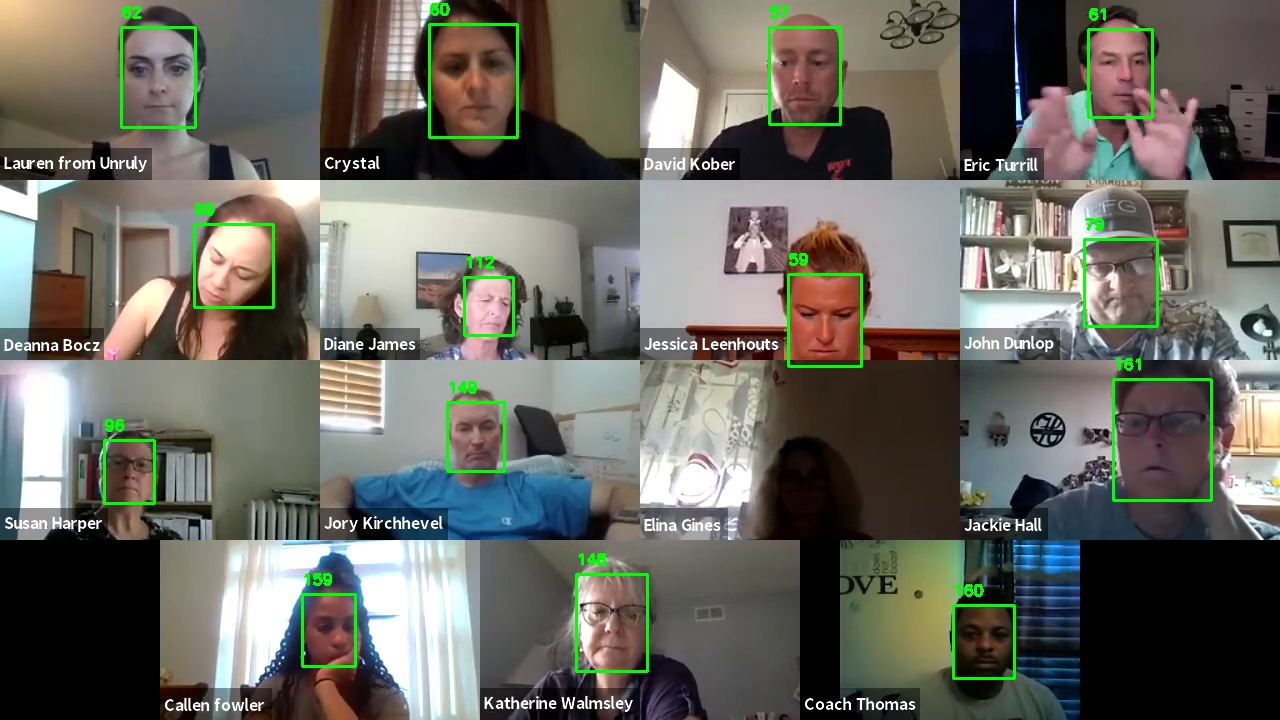 62
60
57
61
Lauren from Unruly
Crystal
David Kober
Eric Turrill
LFG
112
59
79
Deanna Bocz
Diane James
Jessica Leenhouts
John Dunlop
96
149
161
Susan Harper
Jory Kirchhevel
Elina Gines
Jackie Hall
159
148
160
OVE
Callen fowler
Katherine Walmsley
Coach Thomas